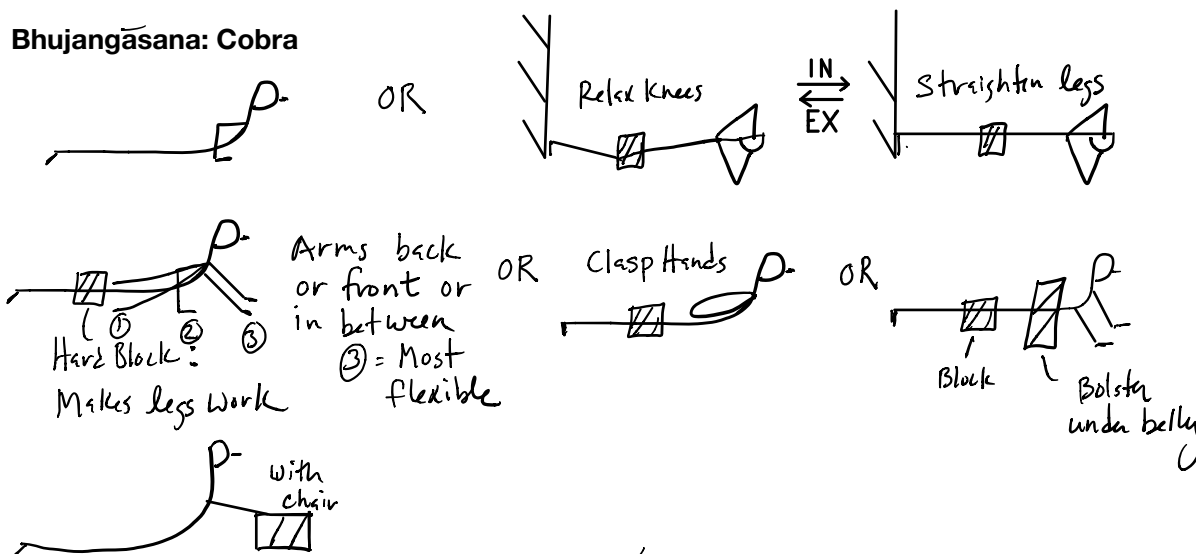 Bhujangāsana: Cobra
OR
Relax Knees
IN
EX
Straighten legs
Arms back
or front or
in between
③ = Most
flexible
① ② ③
Hard Block:
Makes legs work
OR
Clasp Hands
OR
Block
Bolster
under belly
with
chair